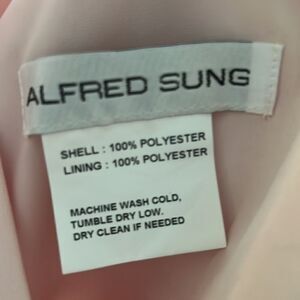 ALFRED SUNG
SHELL : 100% POLYESTER
LINING : 100% POLYESTER
MACHINE WASH COLD,
TUMBLE DRY LOW.
DRY CLEAN IF NEEDED